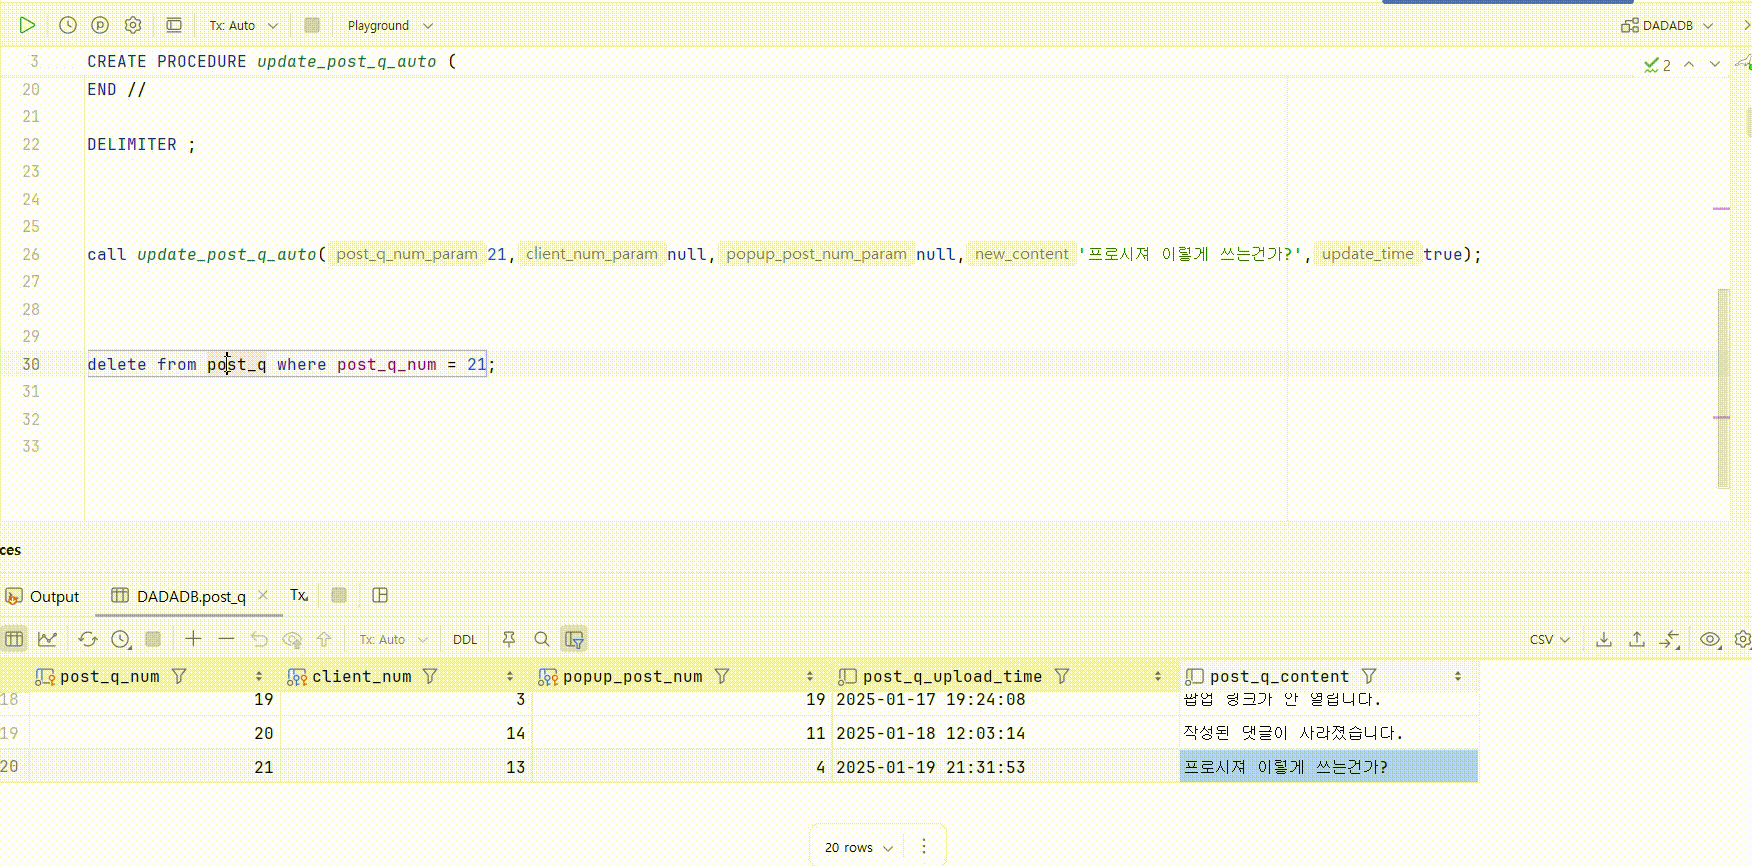 Tx: Auto Playground DADADB
3 CREATE PROCEDURE update_post_q_auto ( 2
20 END //
21
22 DELIMITER ;
23
24
25
26 call update_post_q_auto( post_q_num_param 21, client_num_param null, popup_post_num_param null, new_content '프로시져 이렇게 쓰는건가?', update_time true);
27
28
29
30 delete from post_q where post_q_num = 21;
31
32
33
ces
Output DADADB.post_q Tx
Tx: Auto DDL CSV
post_q_num client_num popup_post_num post_q_upload_time post_q_content
18 19 3 19 2025-01-17 19:24:08 팝업 링크가 안 열립니다.
19 20 14 11 2025-01-18 12:03:14 작성된 댓글이 사라졌습니다.
20 21 13 4 2025-01-19 21:31:53 프로시져 이렇게 쓰는건가?
20 rows